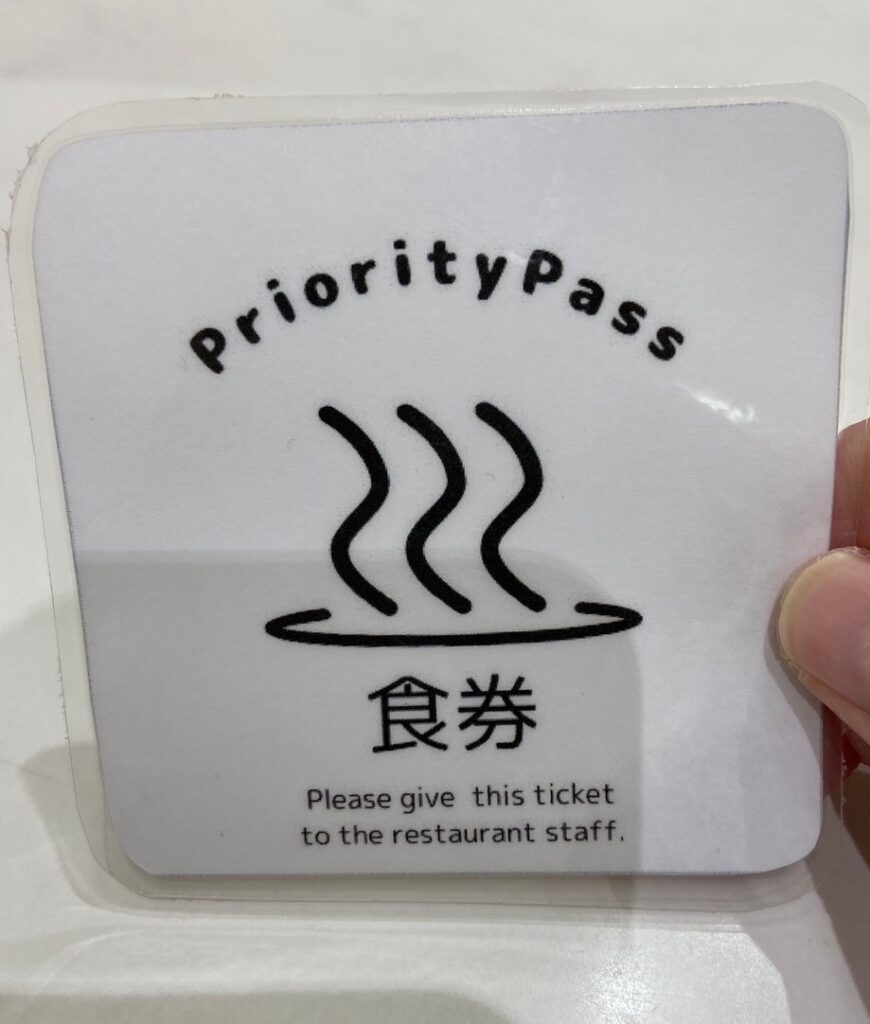 PriorityPass
食券
Please give this ticket
to the restaurant staff.